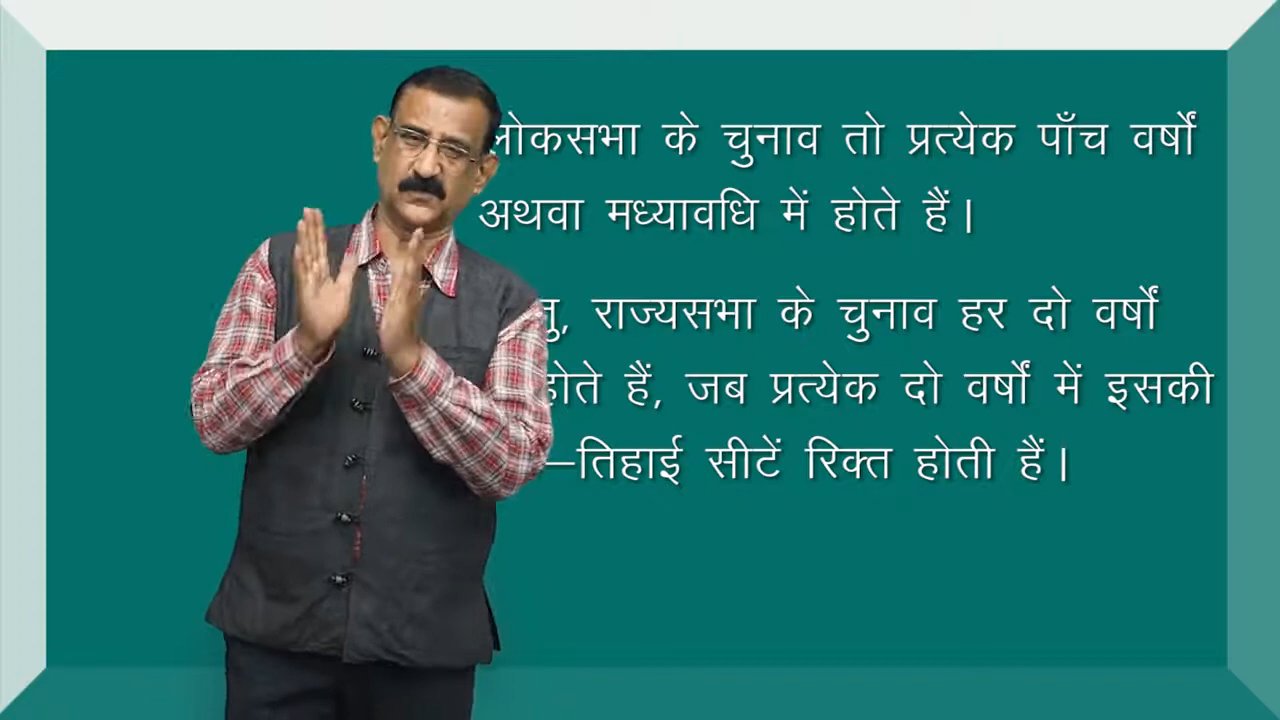 लोकसभा के चुनाव तो प्रत्येक पाँच वर्षों
अथवा मध्यावधि में होते हैं।
राज्यसभा के चुनाव हर दो वर्षों
होते हैं, जब प्रत्येक दो वर्षों में इसकी
–तिहाई सीटें रिक्त होती हैं।